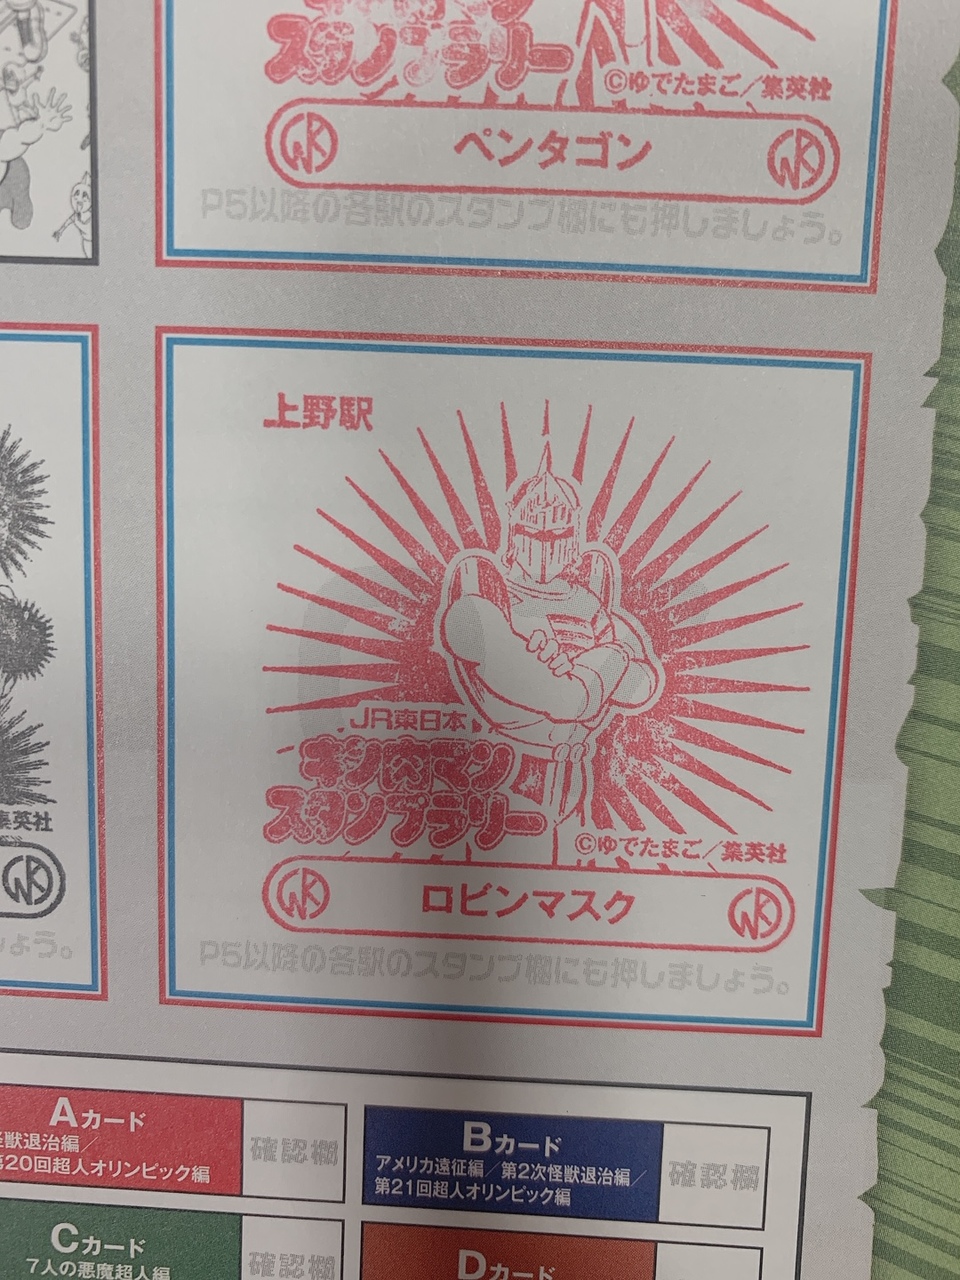 スタンプラリー
©ゆでたまご／集英社
ペンタゴン
P5以降の各駅のスタンプ欄にも押しましょう。
上野駅
JR東日本
キン肉マン
スタンプラリー
©ゆでたまご／集英社
ロビンマスク
P5以降の各駅のスタンプ欄にも押しましょう。
集英社
しょう。
Aカード
怪獣退治編／
第20回超人オリンピック編
確認欄
Bカード
アメリカ遠征編／第2次怪獣退治編／
第21回超人オリンピック編
確認欄
Cカード
7人の悪魔超人編
確認欄
Dカード